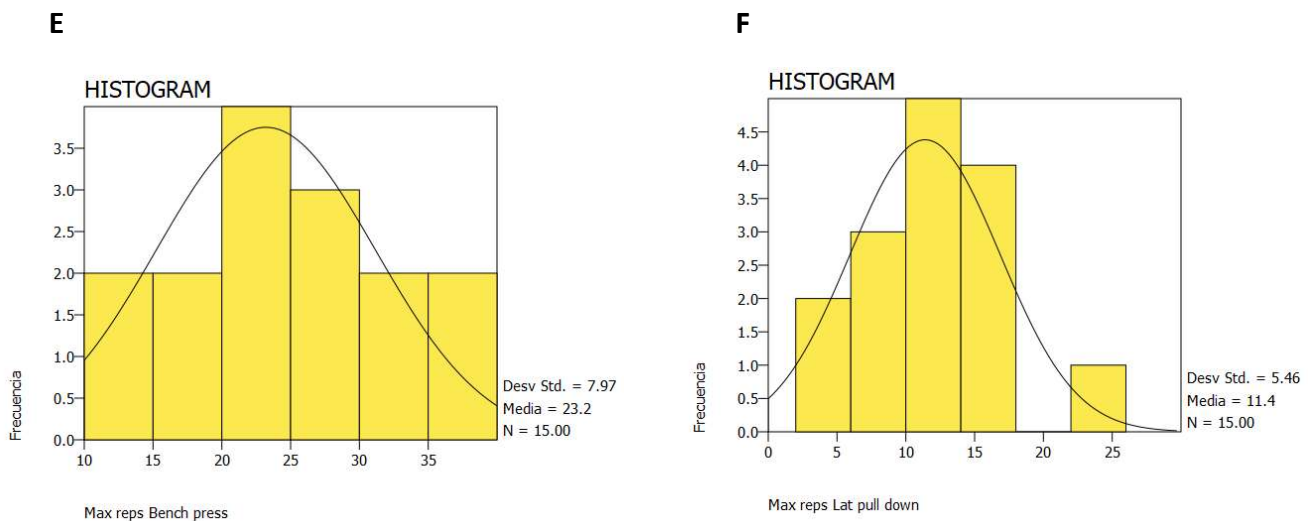 E
HISTOGRAM
3.5
3.0
2.5
2.0
1.5
1.0
0.5
0.0
Frecuencia
10 15 20 25 30 35
Desv Std. = 7.97
Media = 23.2
N = 15.00
Max reps Bench press
F
HISTOGRAM
4.5
4.0
3.5
3.0
2.5
2.0
1.5
1.0
0.5
0.0
Frecuencia
0 5 10 15 20 25
Desv Std. = 5.46
Media = 11.4
N = 15.00
Max reps Lat pull down